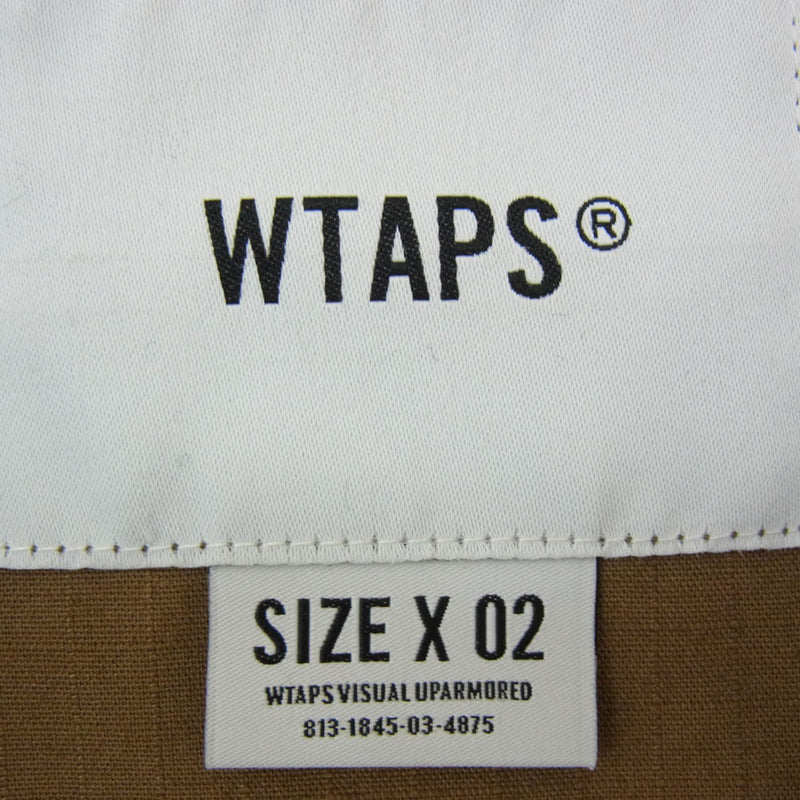 WTAPS®
SIZE X 02
WTAPS VISUAL UPARMORED
813-1845-03-4875